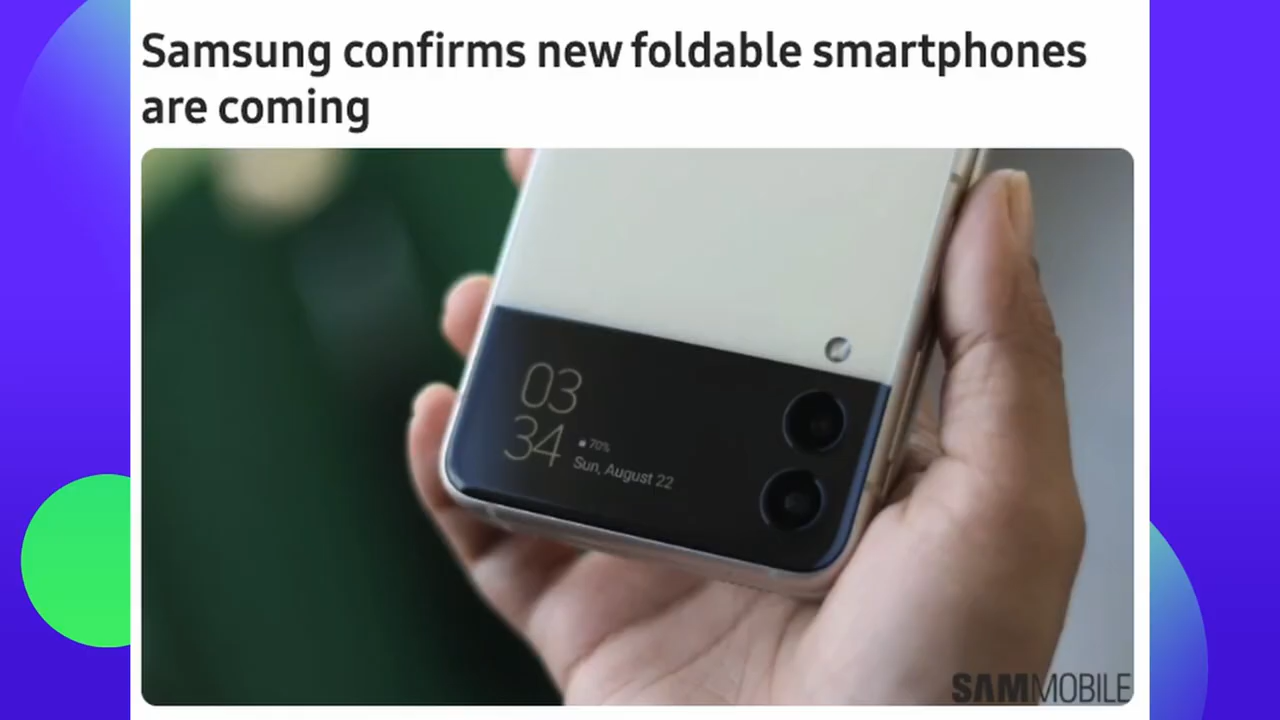 Samsung confirms new foldable smartphones
are coming
03
34
70%
Sun, August 22
SAMMOBILE